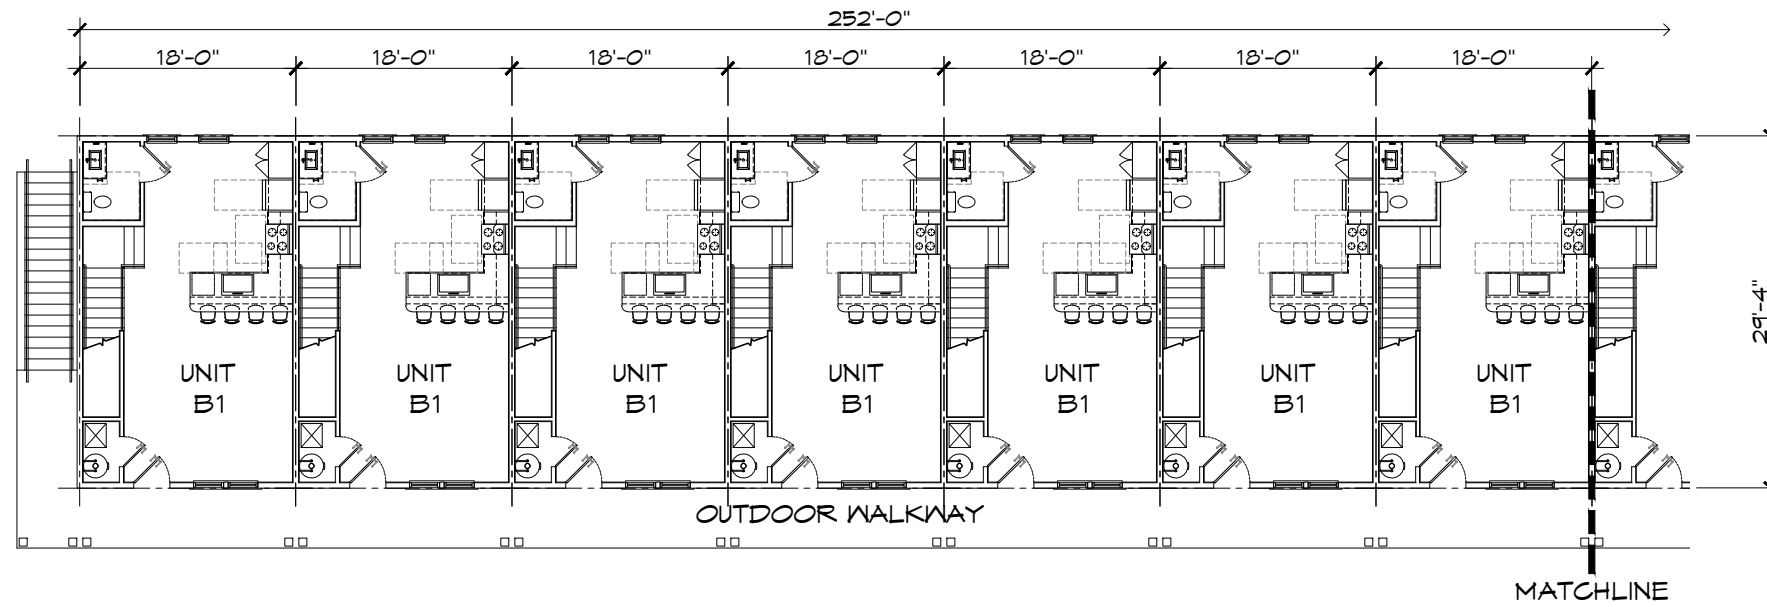 252'-0"
18'-0" 18'-0" 18'-0" 18'-0" 18'-0" 18'-0" 18'-0"
29'-4"
UNIT UNIT UNIT UNIT UNIT UNIT UNIT
B1 B1 B1 B1 B1 B1 B1
OUTDOOR WALKWAY
MATCHLINE